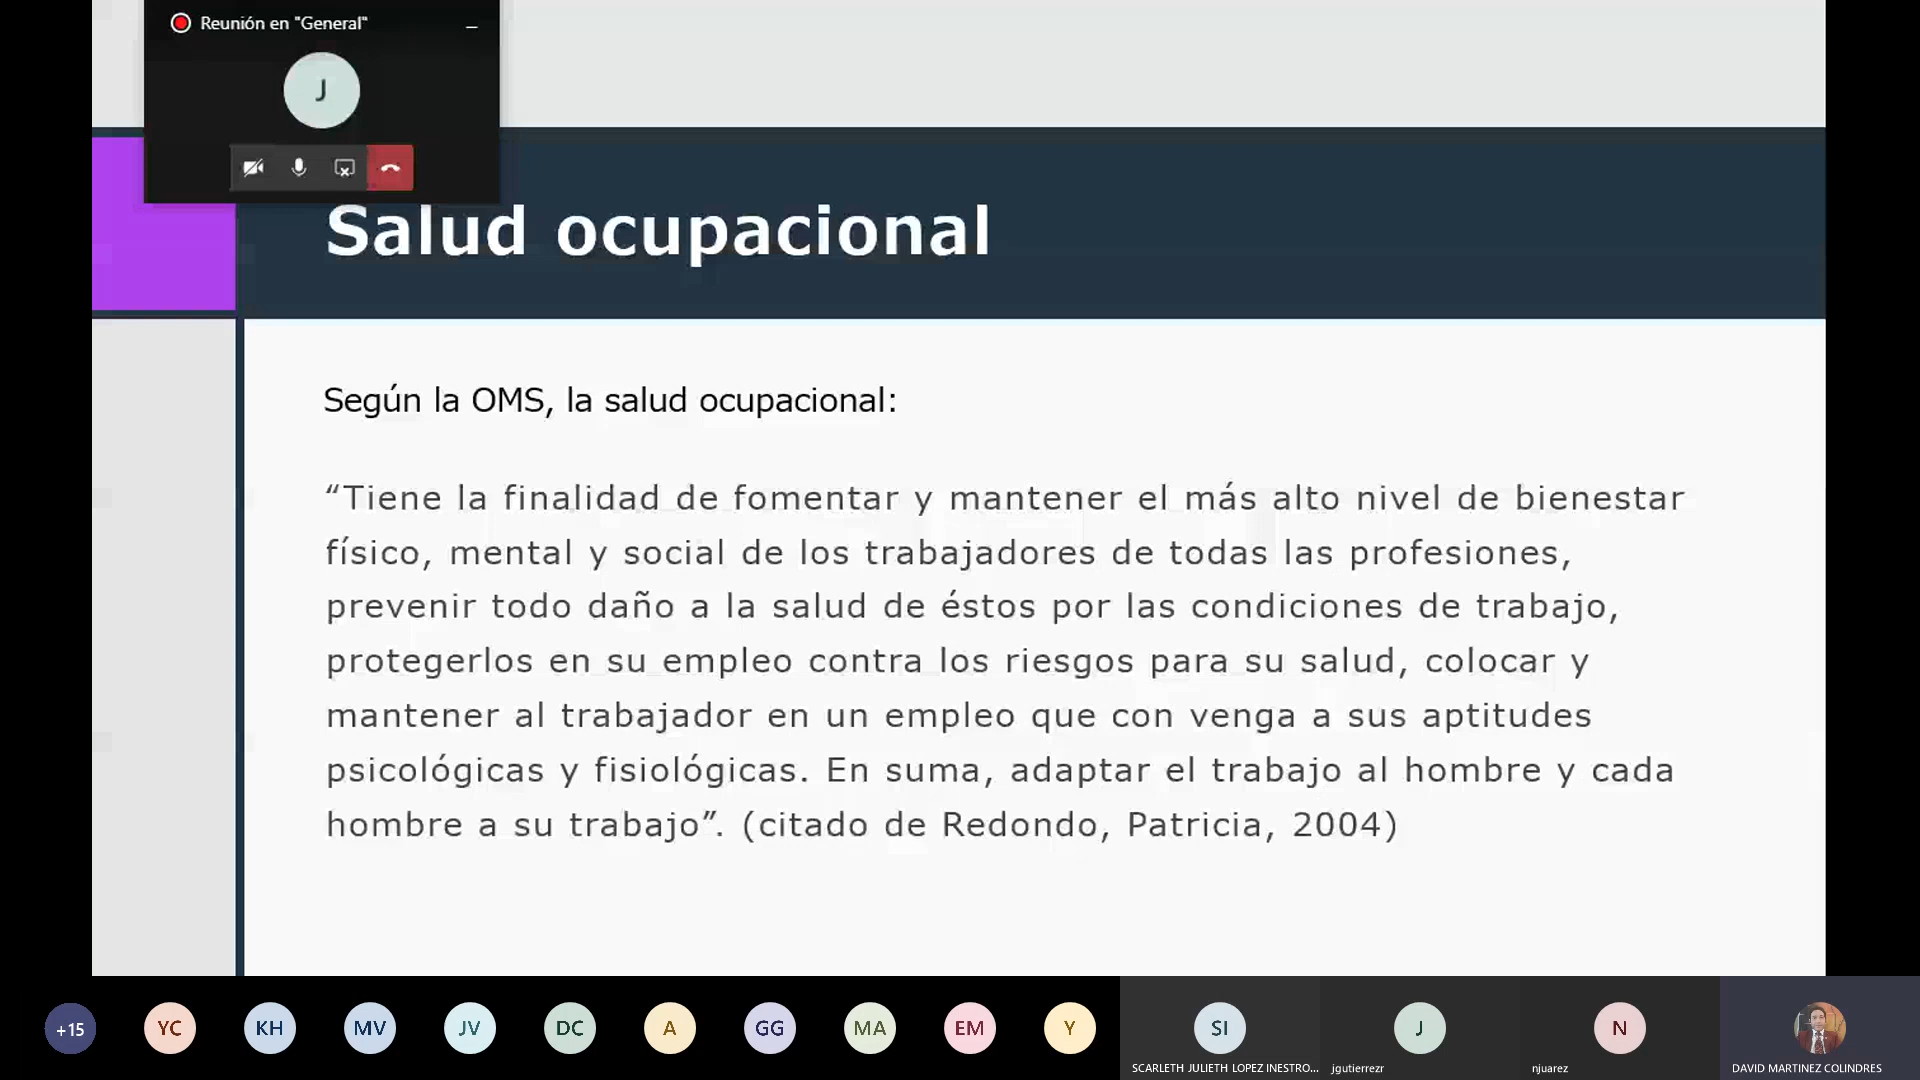 Reunión en "General"
J
Salud ocupacional
Según la OMS, la salud ocupacional:
“Tiene la finalidad de fomentar y mantener el más alto nivel de bienestar
físico, mental y social de los trabajadores de todas las profesiones,
prevenir todo daño a la salud de éstos por las condiciones de trabajo,
protegerlos en su empleo contra los riesgos para su salud, colocar y
mantener al trabajador en un empleo que con venga a sus aptitudes
psicológicas y fisiológicas. En suma, adaptar el trabajo al hombre y cada
hombre a su trabajo”. (citado de Redondo, Patricia, 2004)
+15 YC KH MV JV DC A GG MA EM Y SI J N
SCARLETH JULIETH LOPEZ INESTRO... jgutierrezr njuarez DAVID MARTINEZ COLINDRES